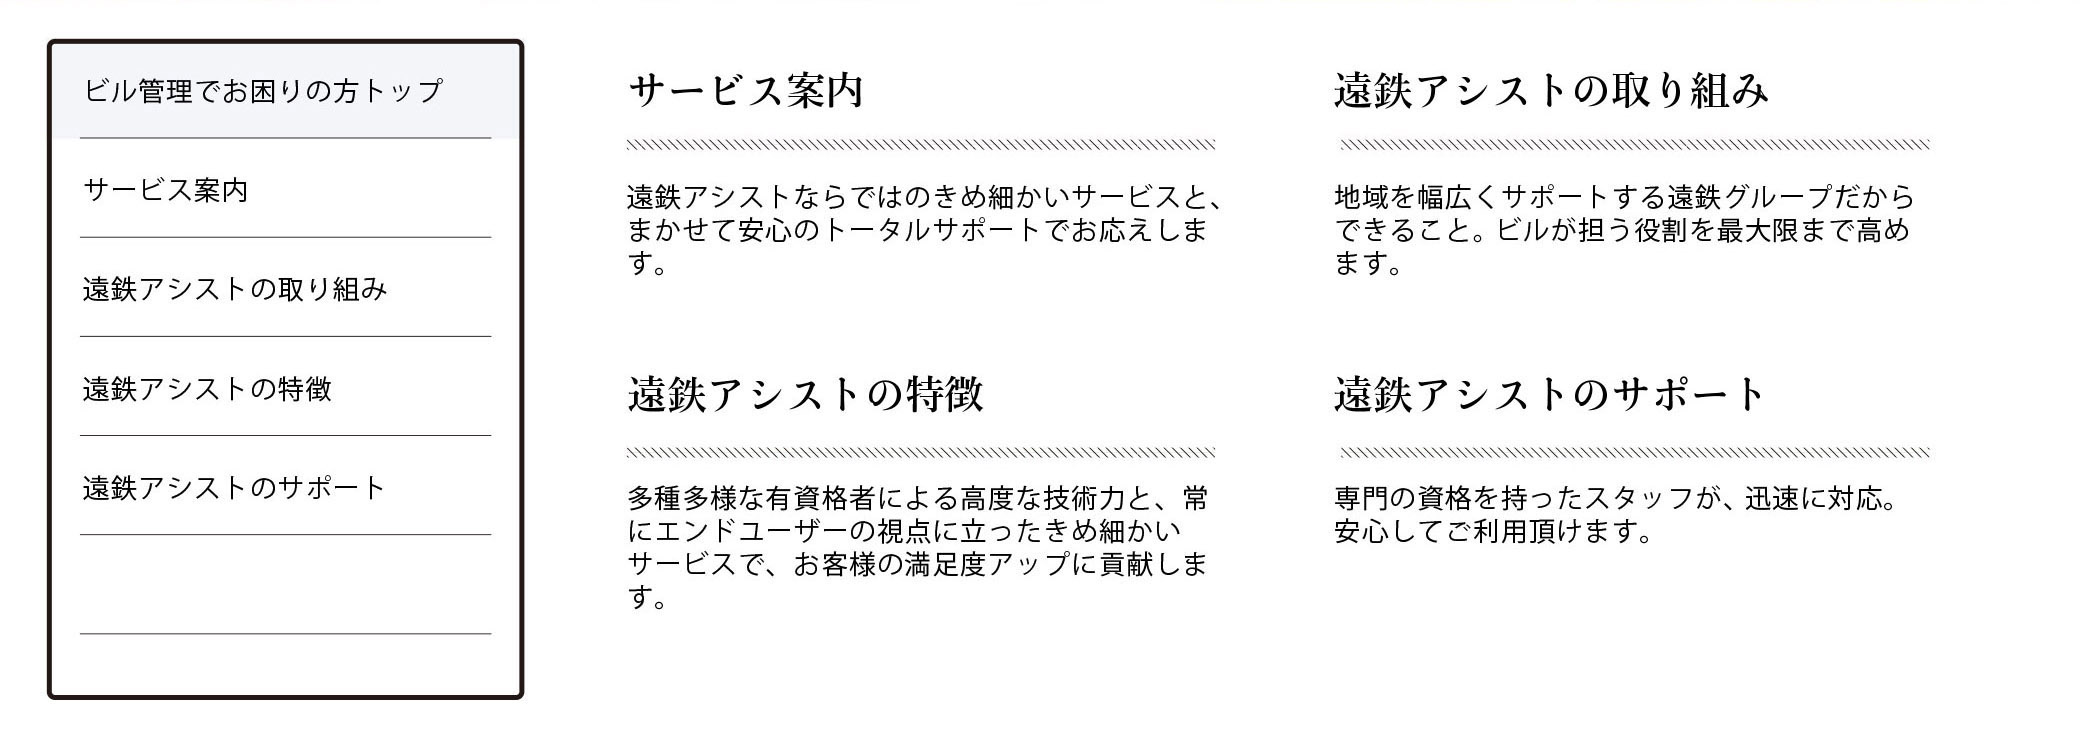 ビル管理でお困りの方トップ
サービス案内
遠鉄アシストの取り組み
遠鉄アシストの特徴
遠鉄アシストのサポート
サービス案内
遠鉄アシストならではのきめ細かいサービスと、
まかせて安心のトータルサポートでお応えしま
す。
遠鉄アシストの取り組み
地域を幅広くサポートする遠鉄グループだから
できること。ビルが担う役割を最大限まで高め
ます。
遠鉄アシストの特徴
多種多様な有資格者による高度な技術力と、常
にエンドユーザーの視点に立ったきめ細かい
サービスで、お客様の満足度アップに貢献しま
す。
遠鉄アシストのサポート
専門の資格を持ったスタッフが、迅速に対応。
安心してご利用頂けます。